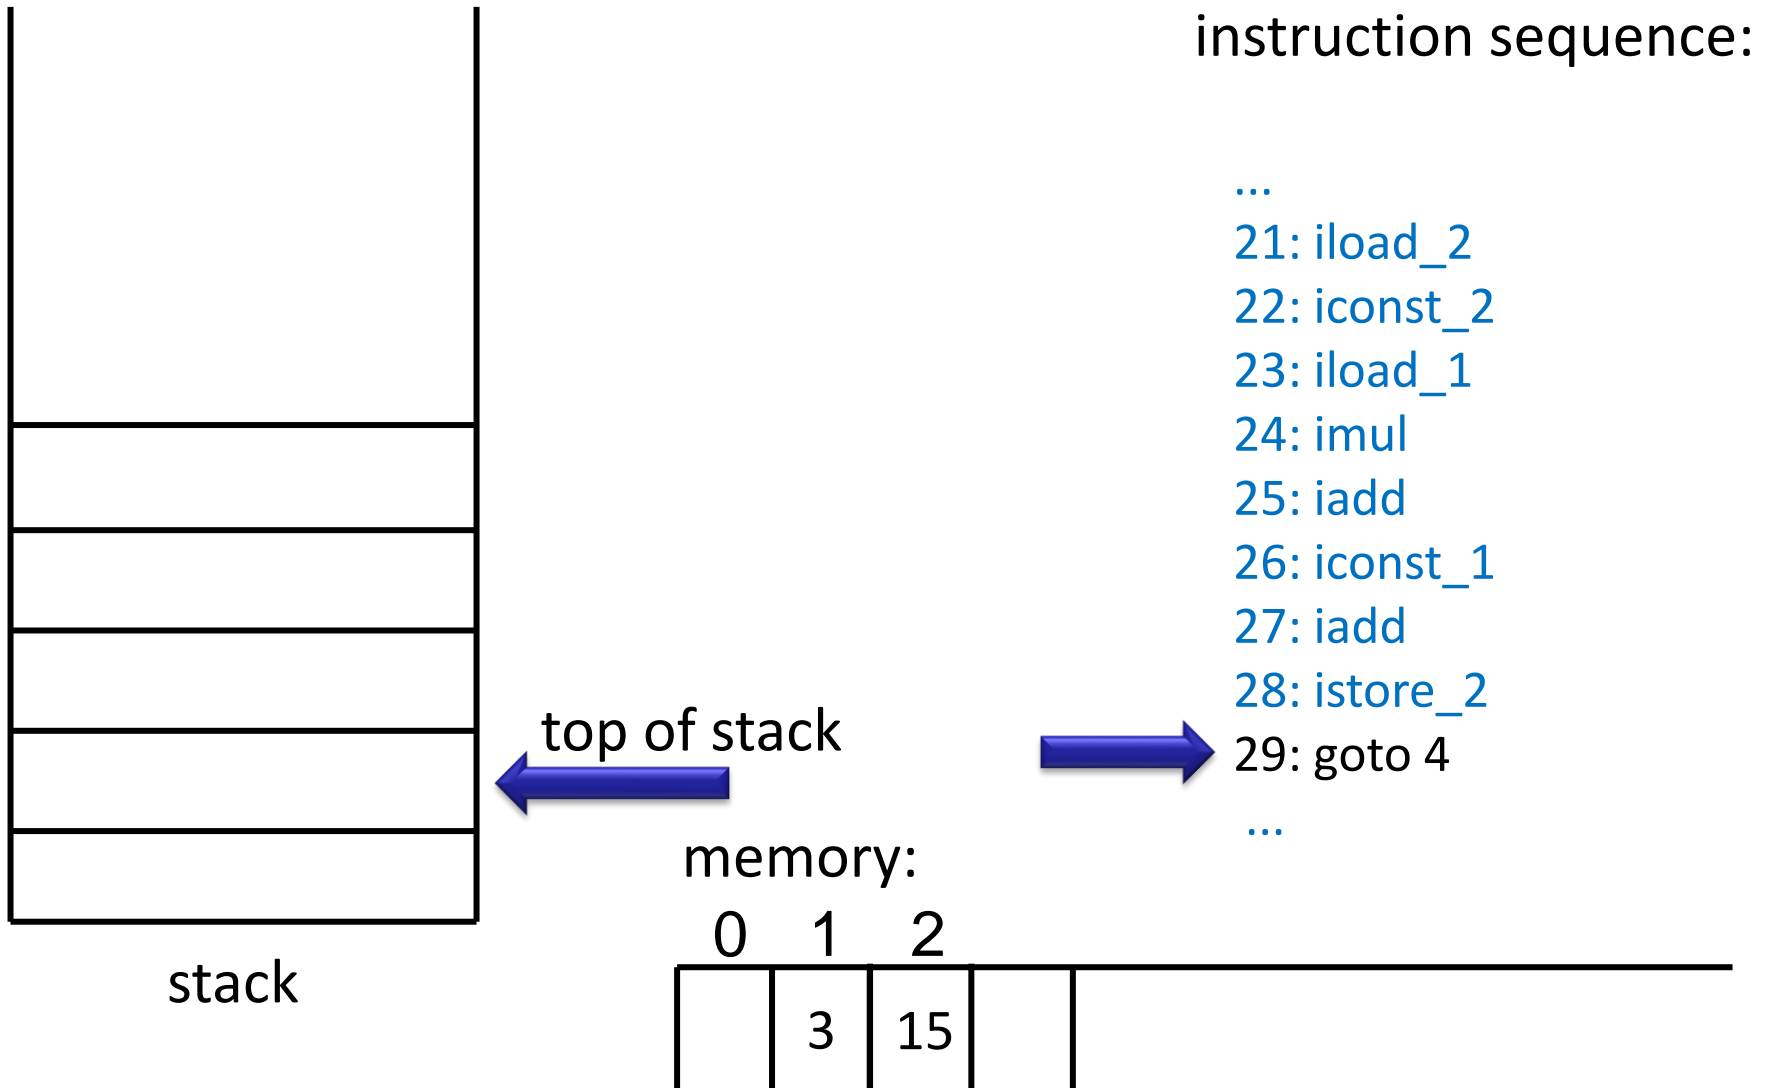 instruction sequence:
...
21: iload_2
22: iconst_2
23: iload_1
24: imul
25: iadd
26: iconst_1
27: iadd
28: istore_2
29: goto 4
...
top of stack
memory:
0 1 2
3 15
stack